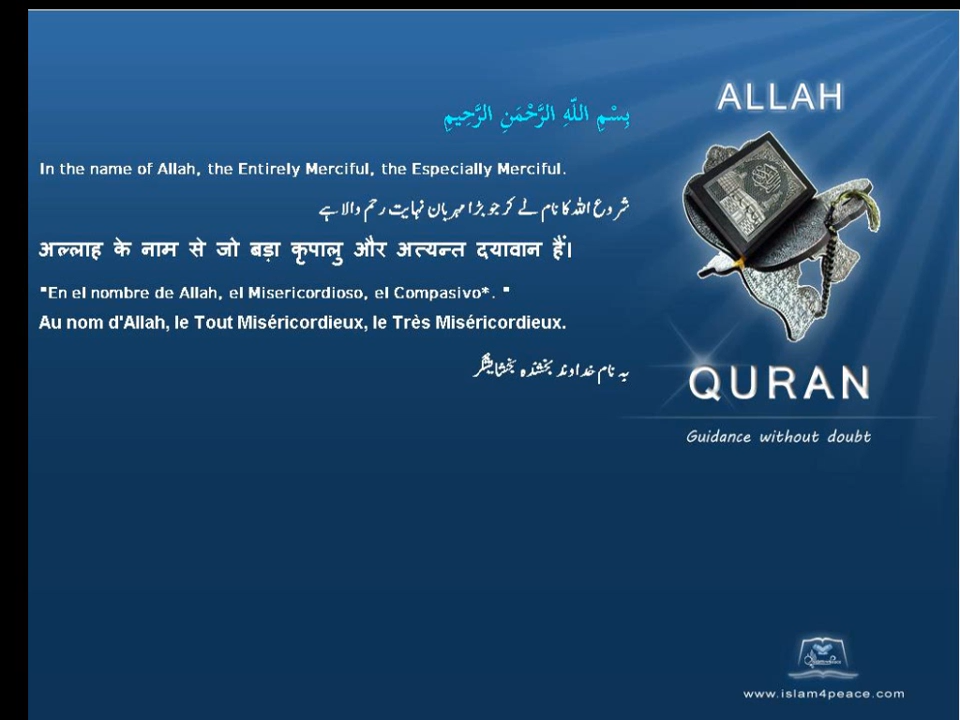 بِسْمِ اللَّهِ الرَّحْمَنِ الرَّحِيمِ
In the name of Allah, the Entirely Merciful, the Especially Merciful.
شروع اللہ کا نام لے کر جو بڑا مہربان نہایت رحم والا ہے
अल्लाह के नाम से जो बड़ा कृपालु और अत्यन्त दयावान हैं।
"En el nombre de Allah, el Misericordioso, el Compasivo*. "
Au nom d'Allah, le Tout Miséricordieux, le Très Miséricordieux.
به نام خداوند بخشنده بخشایشگر
ALLAH
QURAN
Guidance without doubt
www.islam4peace.com